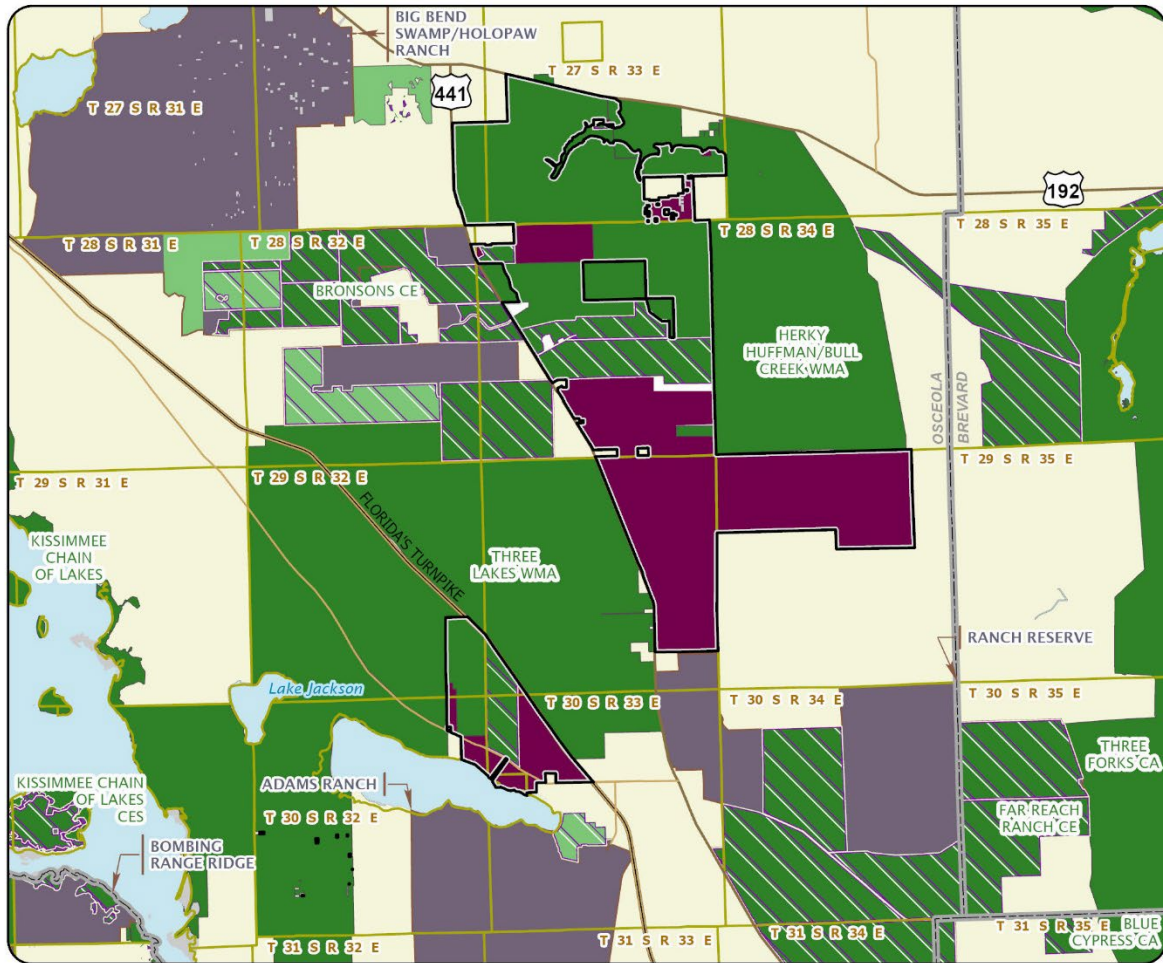 BIG BEND
SWAMP/HOLOPAW
RANCH
T 27 S R 33 E
441
T 27 S R 31 E
192
T 28 S R 31 E
T 28 S R 32 E
T 28 S R 34 E
T 28 S R 35 E
BRONSONS CE
HERKY
HUFFMAN/BULL
CREEK WMA
OSCEOLA
BREVARD
T 29 S R 31 E
T 29 S R 32 E
T 29 S R 35 E
FLORIDA'S TURNPIKE
KISSIMMEE
CHAIN
OF LAKES
THREE
LAKES WMA
RANCH RESERVE
Lake Jackson
T 30 S R 33 E
T 30 S R 34 E
T 30 S R 35 E
THREE
FORKS CA
KISSIMMEE CHAIN
OF LAKES
CES
ADAMS RANCH
T 30 S R 32 E
FAR REACH
RANCH CE
BOMBING
RANGE RIDGE
T 31 S R 32 E
T 31 S R 33 E
T 31 S R 34 E
T 31 S R 35 E
BLUE
CYPRESS CA